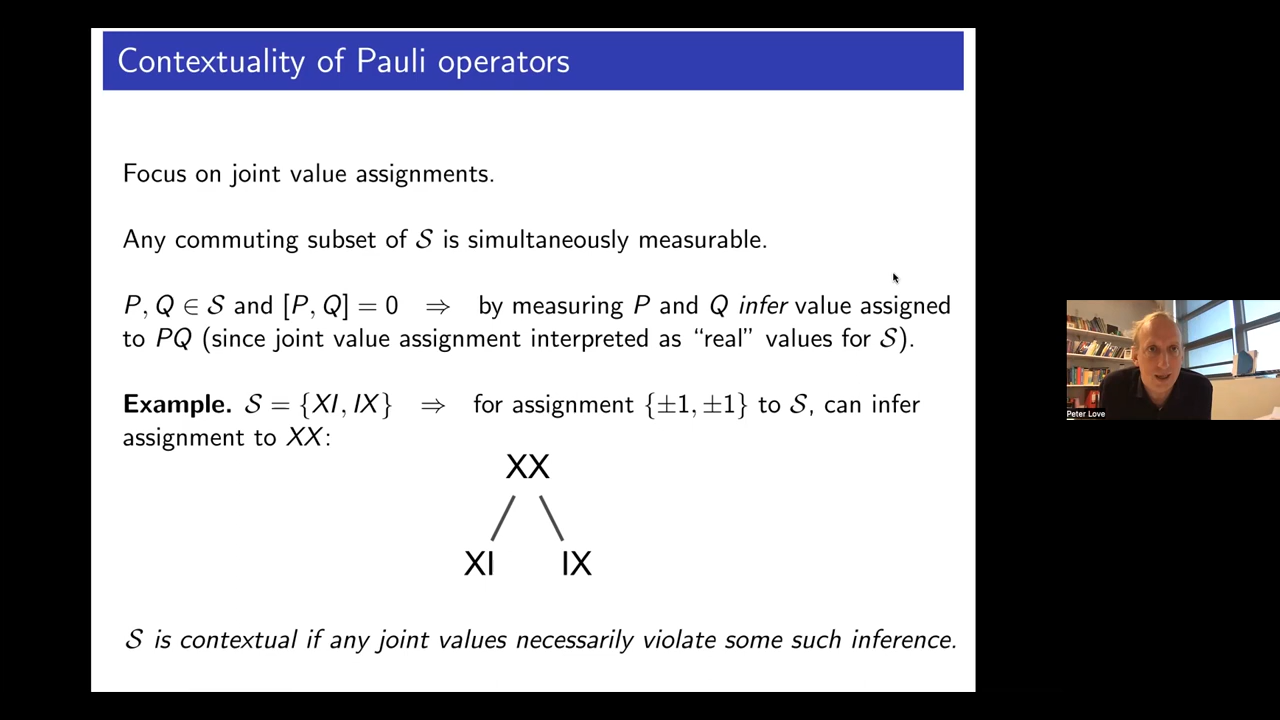 Contextuality of Pauli operators
Focus on joint value assignments.
Any commuting subset of 𝒮 is simultaneously measurable.
P, Q ∈ 𝒮 and [P, Q] = 0 ⇒ by measuring P and Q infer value assigned
to PQ (since joint value assignment interpreted as “real” values for 𝒮).
Example. 𝒮 = {XI, IX} ⇒ for assignment {±1, ±1} to 𝒮, can infer
assignment to XX:
XX
XI IX
𝒮 is contextual if any joint values necessarily violate some such inference.
Peter Love